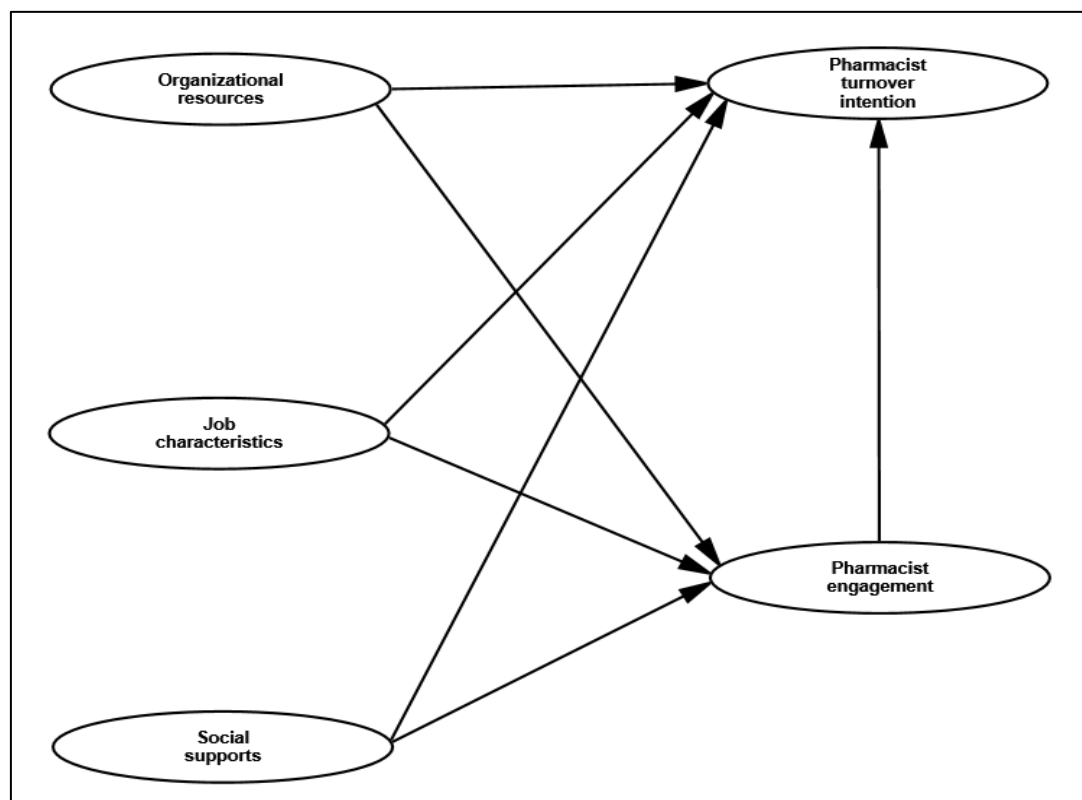 Organizational
resources
Pharmacist
turnover
intention
Job
characteristics
Pharmacist
engagement
Social
supports